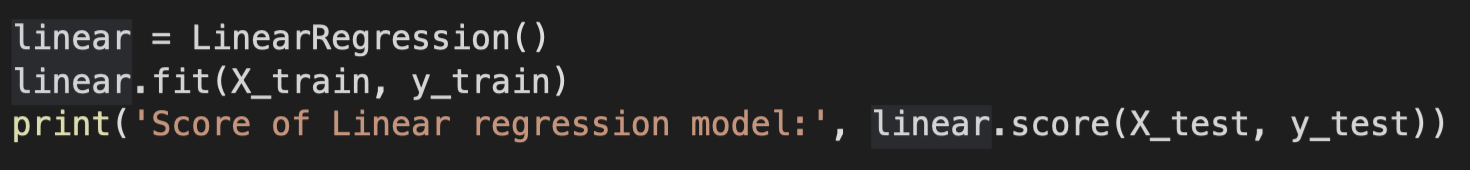 linear = LinearRegression()
linear.fit(X_train, y_train)
print('Score of Linear regression model:', linear.score(X_test, y_test))